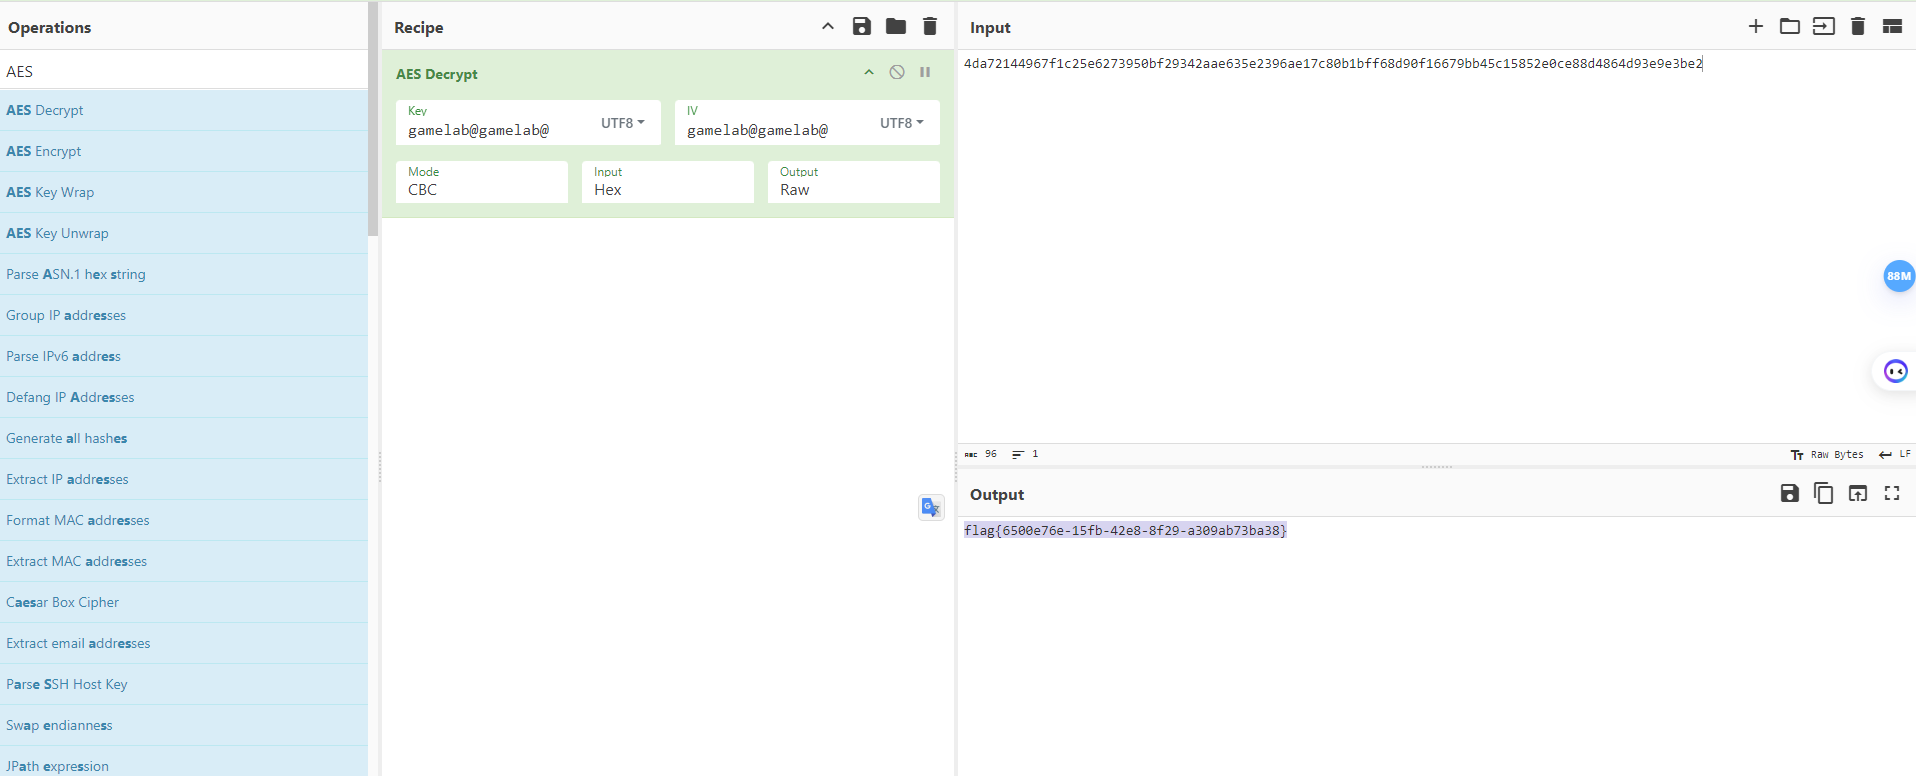 Operations
AES
AES Decrypt
AES Encrypt
AES Key Wrap
AES Key Unwrap
Parse ASN.1 hex string
Group IP addresses
Parse IPv6 address
Defang IP Addresses
Generate all hashes
Extract IP addresses
Format MAC addresses
Extract MAC addresses
Caesar Box Cipher
Extract email addresses
Parse SSH Host Key
Swap endianness
JPath expression
Recipe
AES Decrypt
Key
gamelab@gamelab@
UTF8
IV
gamelab@gamelab@
UTF8
Mode
CBC
Input
Hex
Output
Raw
Input
4da72144967f1c25e6273950bf29342aae635e2396ae17c80b1bff68d90f16679bb45c15852e0ce88d4864d93e9e3be2
88M
ABC 96 1
Tт Raw Bytes LF
Output
flag{6500e76e-15fb-42e8-8f29-a309ab73ba38}